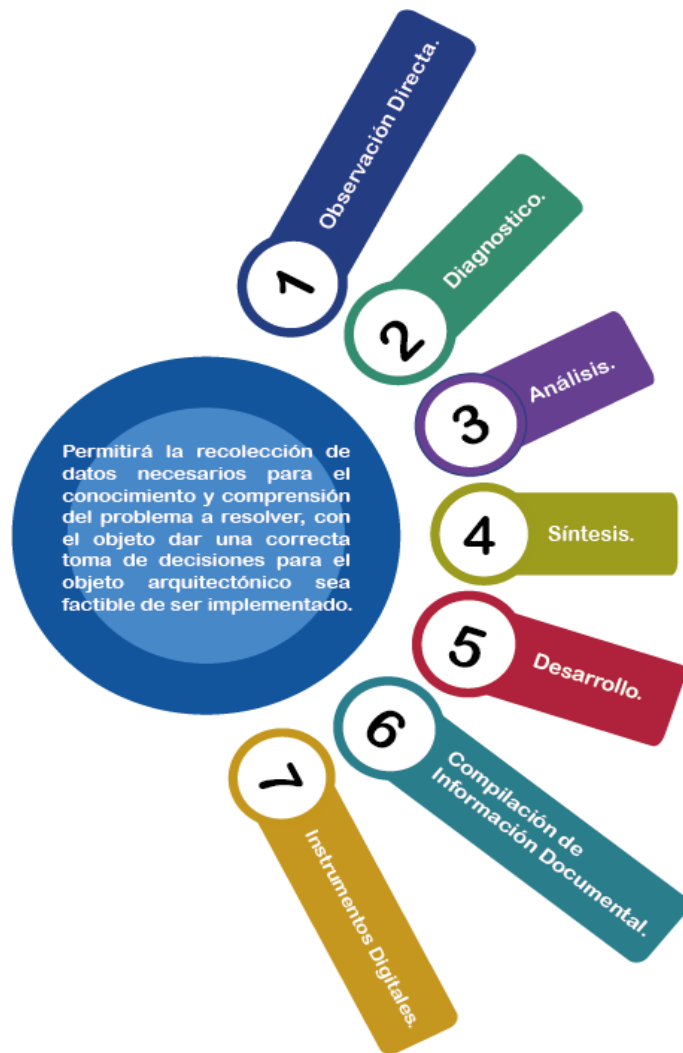 1
Observación Directa.
2
Diagnostico.
3
Análisis.
Permitirá la recolección de
datos necesarios para el
conocimiento y comprensión
del problema a resolver, con
el objeto dar una correcta
toma de decisiones para el
objeto arquitectónico sea
factible de ser implementado.
4
Síntesis.
5
Desarrollo.
6
Compilación de
Información Documental.
7
Instrumentos Digitales.